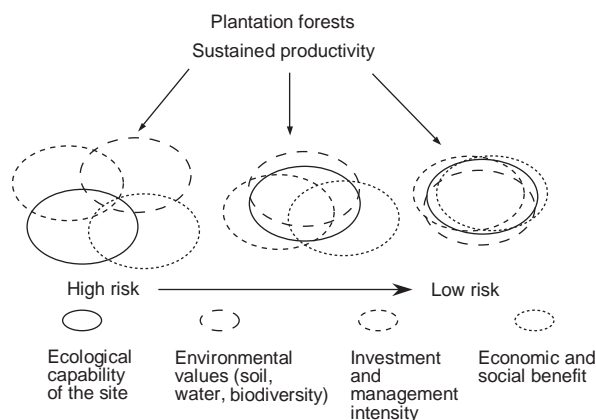 Plantation forests
Sustained productivity
High risk
Low risk
Ecological
capability
of the site
Environmental
values (soil,
water, biodiversity)
Investment
and
management
intensity
Economic and
social benefit